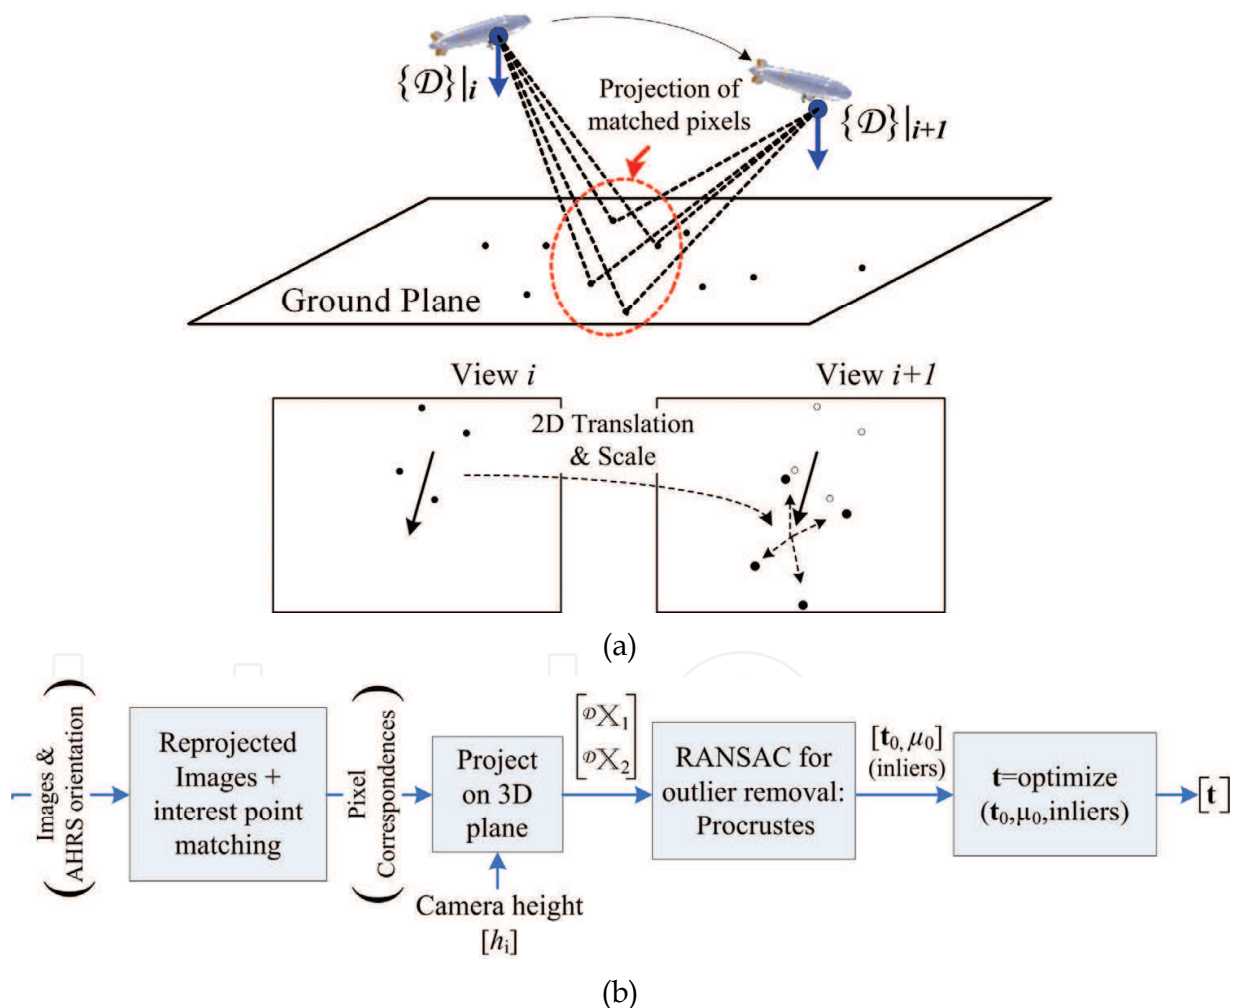 {𝒟}|i
Projection of
matched pixels
{𝒟}|i+1
Ground Plane
View i
View i+1
2D Translation
& Scale
(a)
(Images &
AHRS orientation)
Reprojected
Images +
interest point
matching
(Pixel
Correspondences)
Project
on 3D
plane
Camera height
[hi]
[𝒟X1
𝒟X2]
RANSAC for
outlier removal:
Procrustes
[t0, μ0]
(inliers)
t=optimize
(t0,μ0,inliers)
[t]
(b)